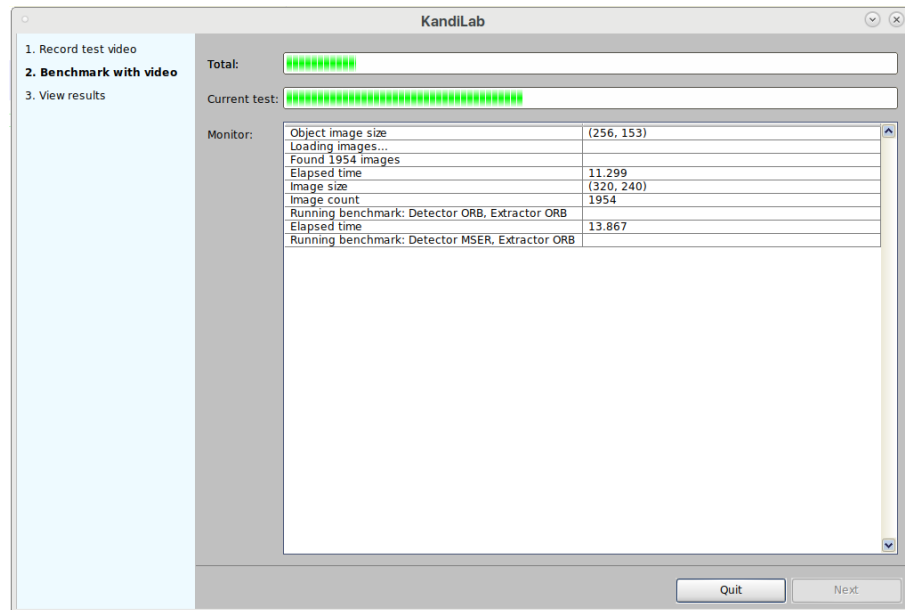 KandiLab
1. Record test video
2. Benchmark with video
3. View results
Total:
Current test:
Monitor:
Object image size (256, 153)
Loading images...
Found 1954 images
Elapsed time 11.299
Image size (320, 240)
Image count 1954
Running benchmark: Detector ORB, Extractor ORB
Elapsed time 13.867
Running benchmark: Detector MSER, Extractor ORB
Quit Next